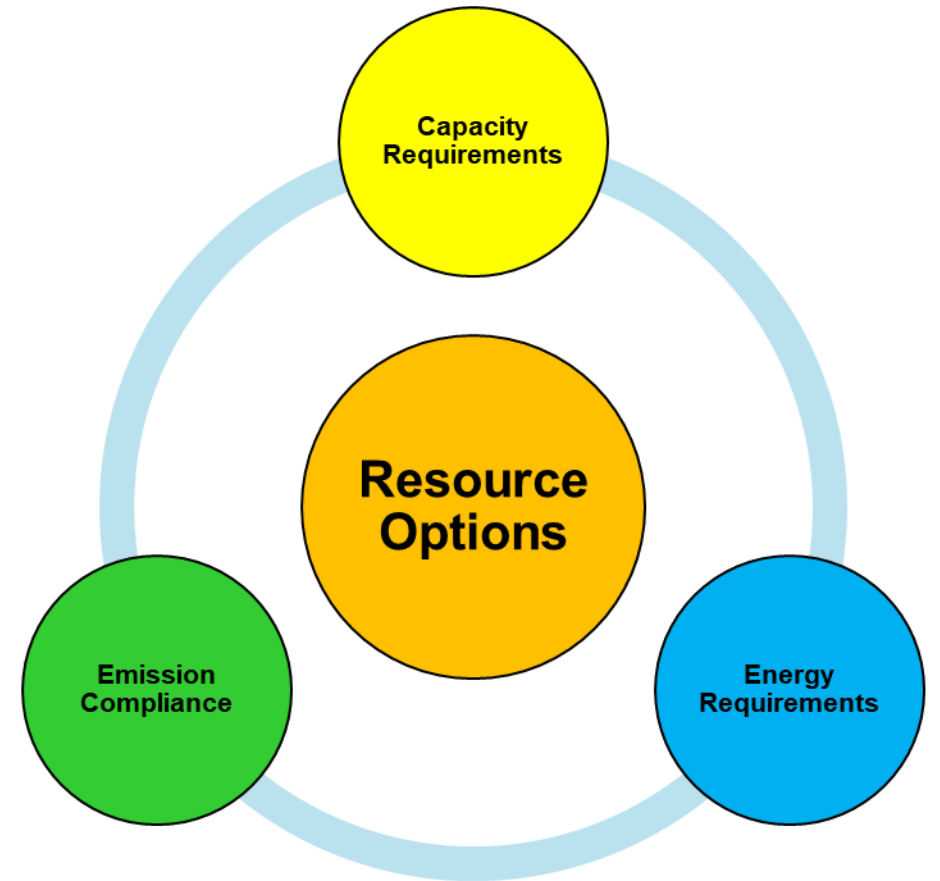 Capacity
Requirements
Resource
Options
Emission
Compliance
Energy
Requirements